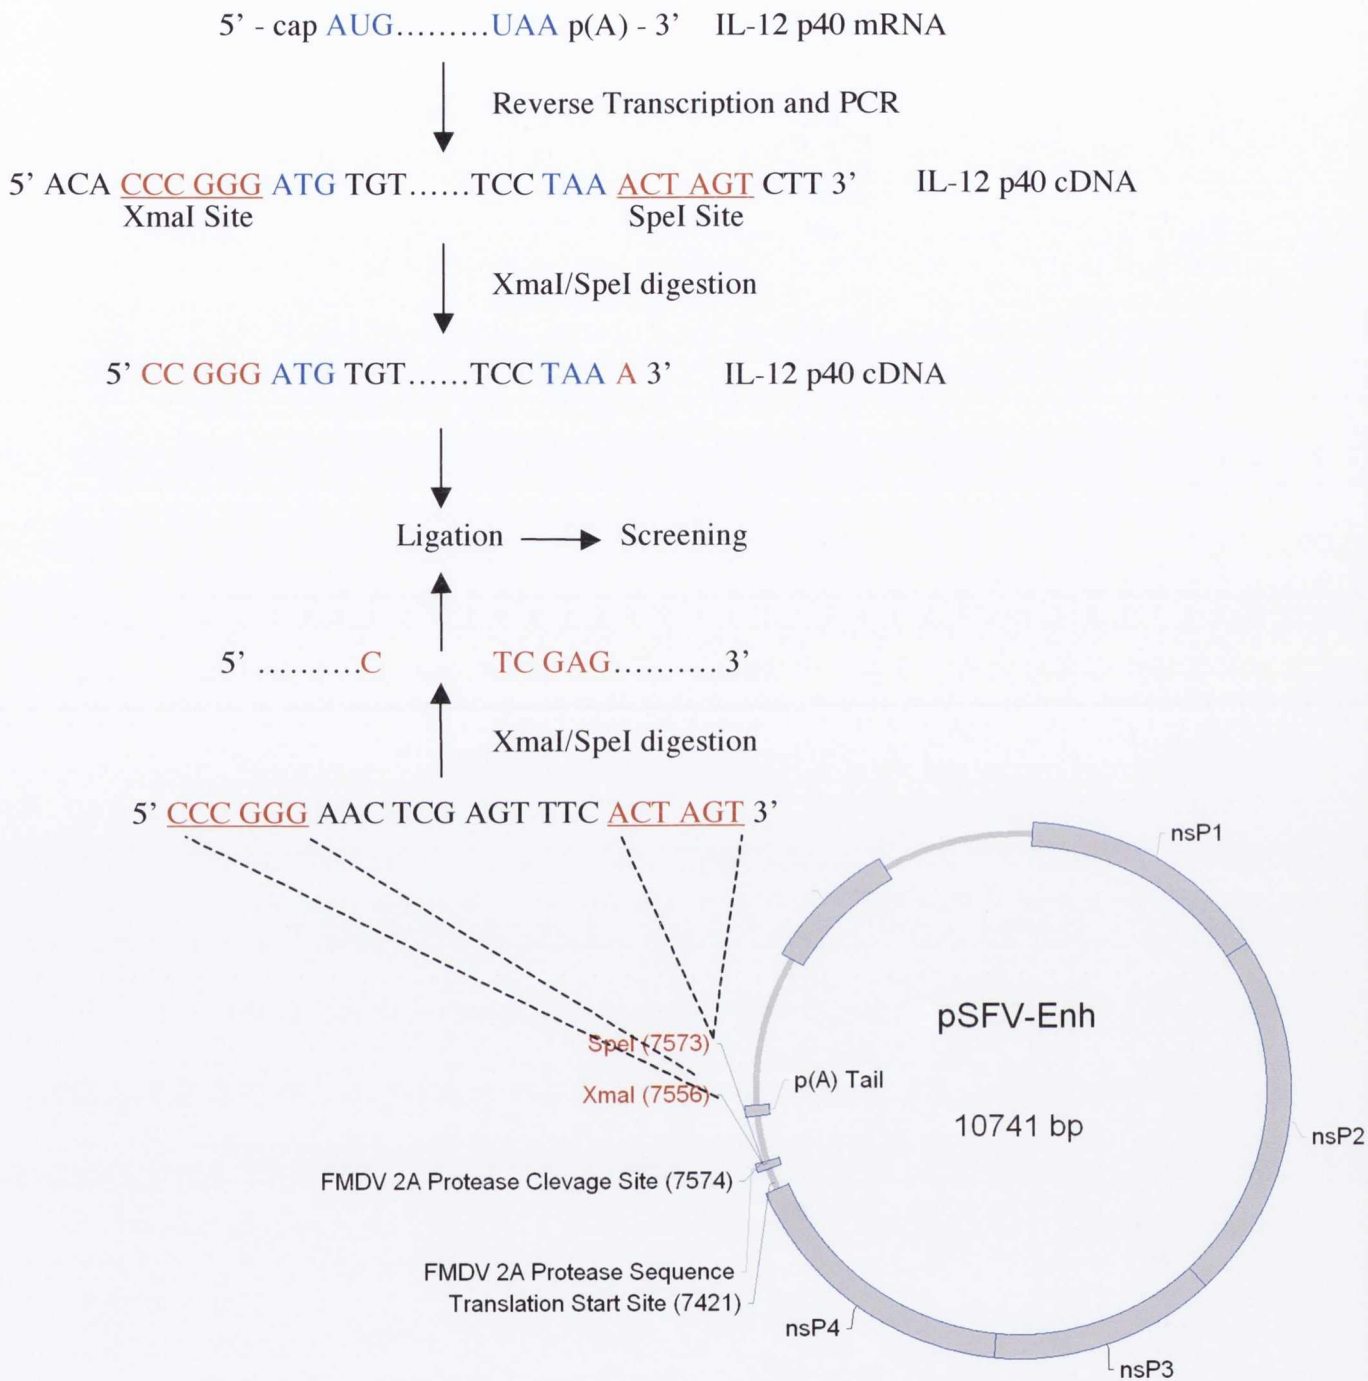 5’ - cap AUG.........UAA p(A) - 3’ IL-12 p40 mRNA
Reverse Transcription and PCR
5’ ACA CCC GGG ATG TGT......TCC TAA ACT AGT CTT 3’ IL-12 p40 cDNA
XmaI Site SpeI Site
XmaI/SpeI digestion
5’ CC GGG ATG TGT......TCC TAA A 3’ IL-12 p40 cDNA
Ligation Screening
5’ ..........C TC GAG.......... 3’
XmaI/SpeI digestion
5’ CCC GGG AAC TCG AGT TTC ACT AGT 3’
nsP1
pSFV-Enh
SpeI (7573)
p(A) Tail
XmaI (7556)
10741 bp
nsP2
FMDV 2A Protease Clevage Site (7574)
FMDV 2A Protease Sequence
Translation Start Site (7421)
nsP4
nsP3